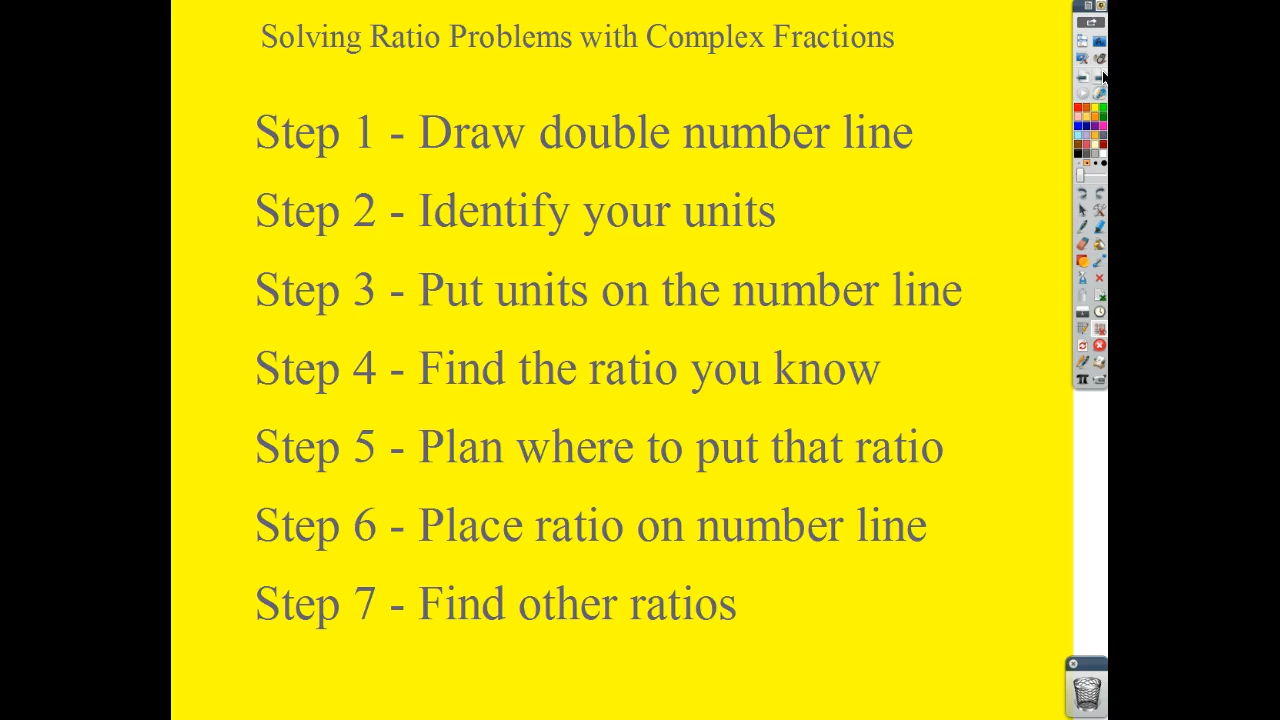 Solving Ratio Problems with Complex Fractions
Step 1 - Draw double number line
Step 2 - Identify your units
Step 3 - Put units on the number line
Step 4 - Find the ratio you know
Step 5 - Plan where to put that ratio
Step 6 - Place ratio on number line
Step 7 - Find other ratios